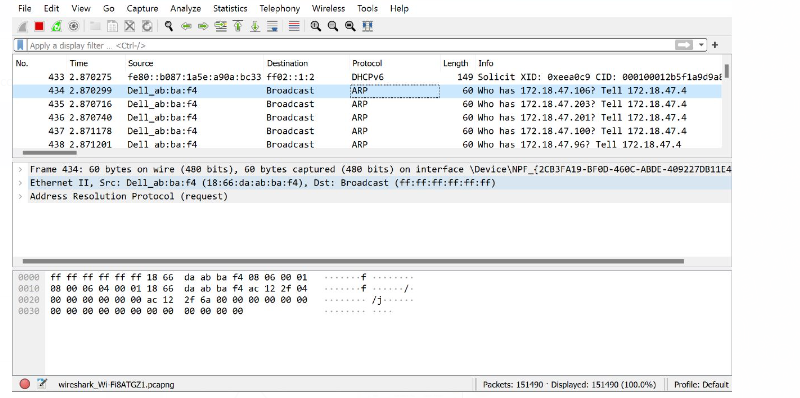 File Edit View Go Capture Analyze Statistics Telephony Wireless Tools Help
Apply a display filter ... <Ctrl-/>
No. Time Source Destination Protocol Length Info
433 2.870275 fe80::b087:1a5e:a90a:bc33 ff02::1:2 DHCPv6 149 Solicit XID: 0xeea0c9 CID: 000100012b5f1a9d9a8
434 2.870299 Dell_ab:ba:f4 Broadcast ARP 60 Who has 172.18.47.106? Tell 172.18.47.4
435 2.870716 Dell_ab:ba:f4 Broadcast ARP 60 Who has 172.18.47.203? Tell 172.18.47.4
436 2.870740 Dell_ab:ba:f4 Broadcast ARP 60 Who has 172.18.47.201? Tell 172.18.47.4
437 2.871178 Dell_ab:ba:f4 Broadcast ARP 60 Who has 172.18.47.100? Tell 172.18.47.4
438 2.871201 Dell_ab:ba:f4 Broadcast ARP 60 Who has 172.18.47.96? Tell 172.18.47.4
Frame 434: 60 bytes on wire (480 bits), 60 bytes captured (480 bits) on interface \Device\NPF_{2CB3FA19-BF0D-460C-ABDE-409227DB11E4
Ethernet II, Src: Dell_ab:ba:f4 (18:66:da:ab:ba:f4), Dst: Broadcast (ff:ff:ff:ff:ff:ff)
Address Resolution Protocol (request)
0000 ff ff ff ff ff ff 18 66 da ab ba f4 08 06 00 01 ·······f ········
0010 08 00 06 04 00 01 18 66 da ab ba f4 ac 12 2f 04 ·······f ······/·
0020 00 00 00 00 00 00 ac 12 2f 6a 00 00 00 00 00 00 ········ /j······
0030 00 00 00 00 00 00 00 00 00 00 00 00 ········ ····
wireshark_Wi-Fi8ATGZ1.pcapng Packets: 151490 · Displayed: 151490 (100.0%) Profile: Default